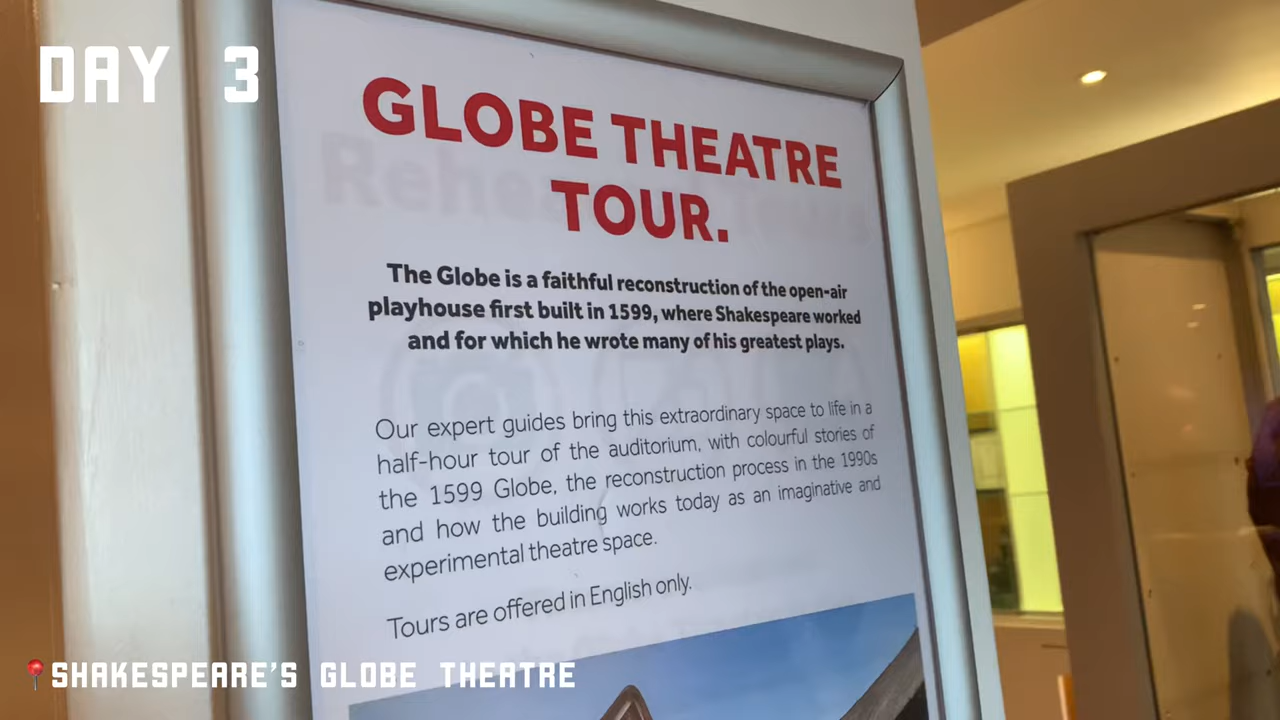 DAY 3
GLOBE THEATRE
TOUR.
The Globe is a faithful reconstruction of the open-air
playhouse first built in 1599, where Shakespeare worked
and for which he wrote many of his greatest plays.
Our expert guides bring this extraordinary space to life in a
half-hour tour of the auditorium, with colourful stories of
the 1599 Globe, the reconstruction process in the 1990s
and how the building works today as an imaginative and
experimental theatre space.
Tours are offered in English only.
📍SHAKESPEARE'S GLOBE THEATRE